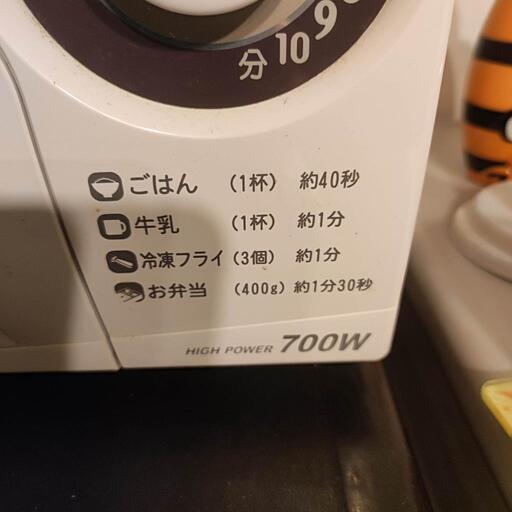 分 10 9
ごはん (1杯) 約40秒
牛乳 (1杯) 約1分
冷凍フライ (3個) 約1分
お弁当 (400g) 約1分30秒
HIGH POWER 700W